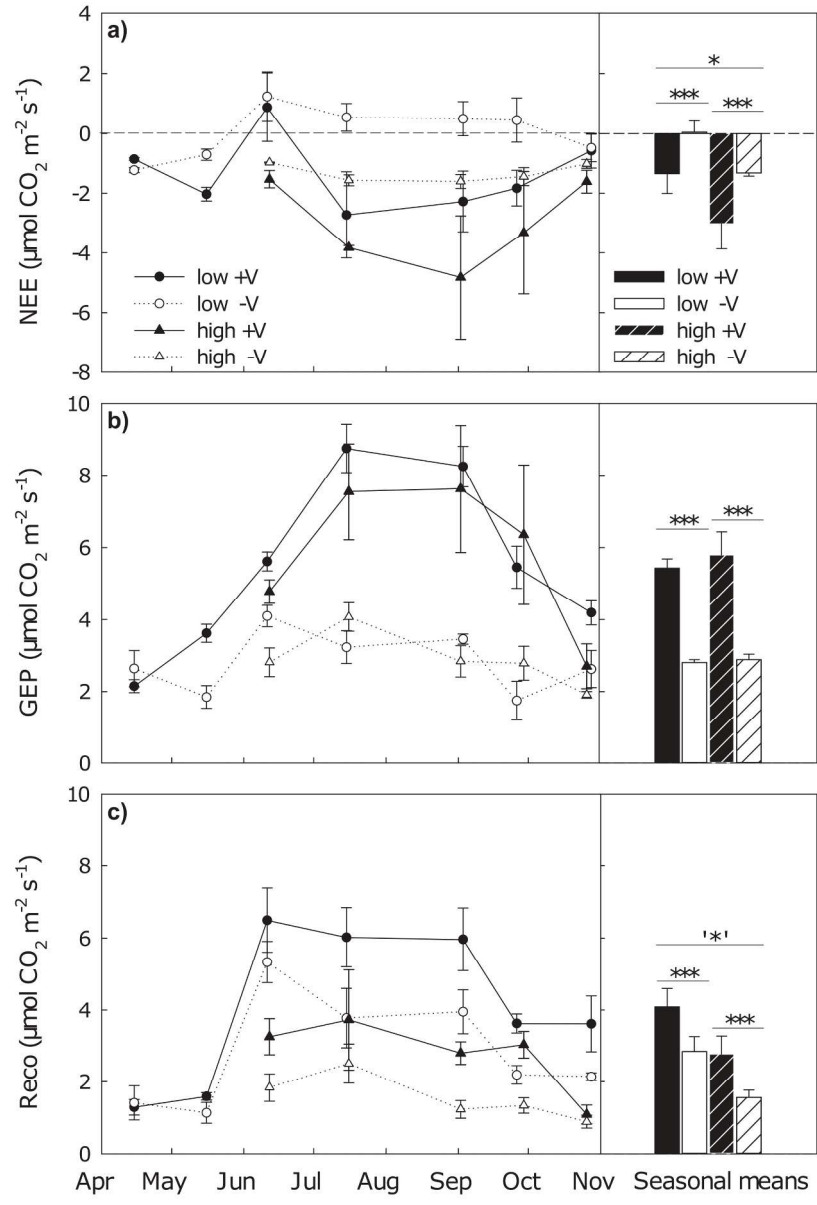 a)
NEE (µmol CO2 m-2 s-1)
4
2
0
-2
-4
-6
-8
low +V
low -V
high +V
high -V
*
*** ***
low +V
low -V
high +V
high -V
b)
GEP (µmol CO2 m-2 s-1)
10
8
6
4
2
0
*** ***
c)
Reco (µmol CO2 m-2 s-1)
10
8
6
4
2
0
'*'
*** ***
Apr May Jun Jul Aug Sep Oct Nov Seasonal means